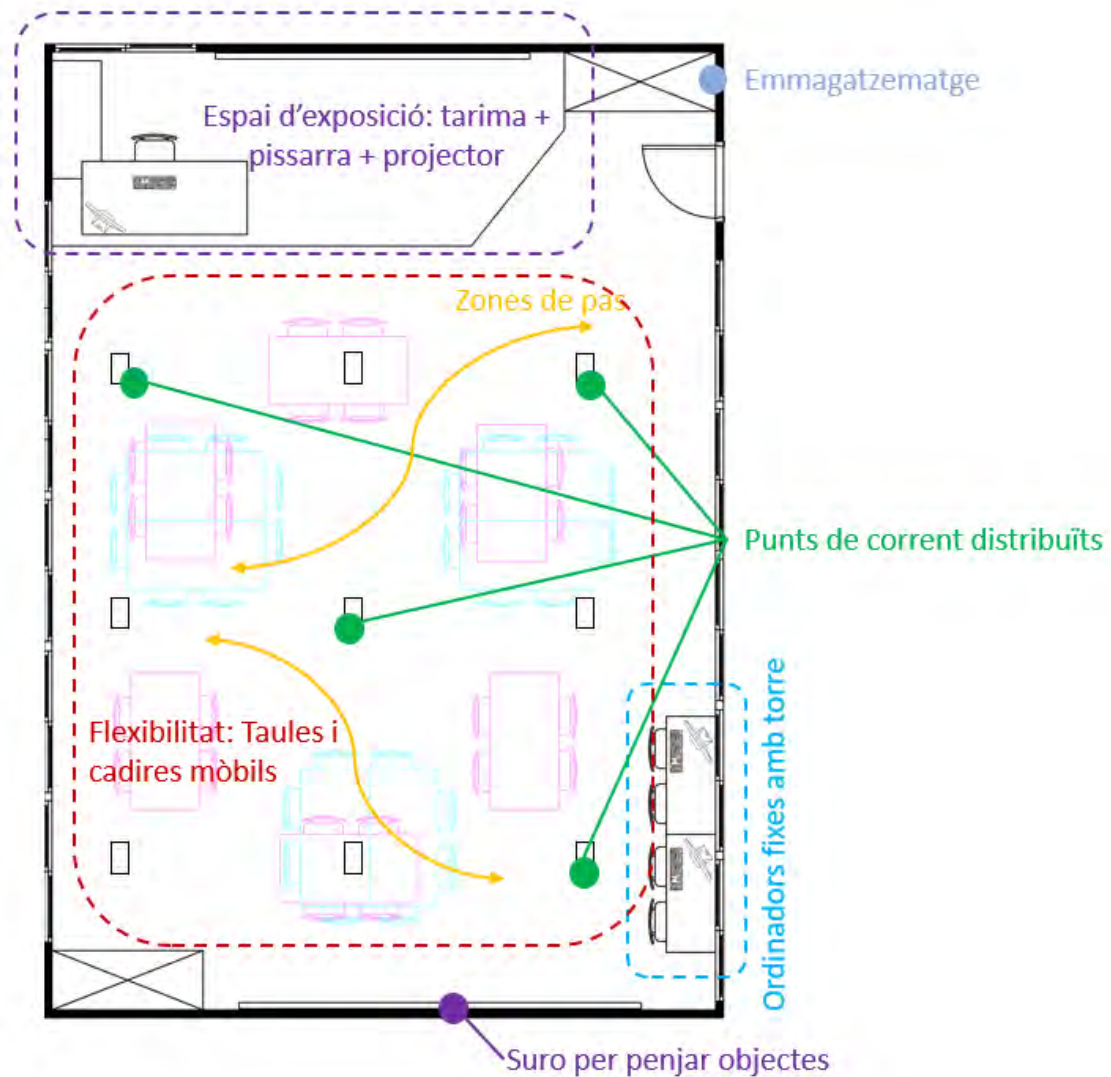 Emmagatzematge
Espai d'exposició: tarima +
pissarra + projector
Zones de pas
Punts de corrent distribuïts
Flexibilitat: Taules i
cadires mòbils
Ordinadors fixes amb torre
Suro per penjar objectes